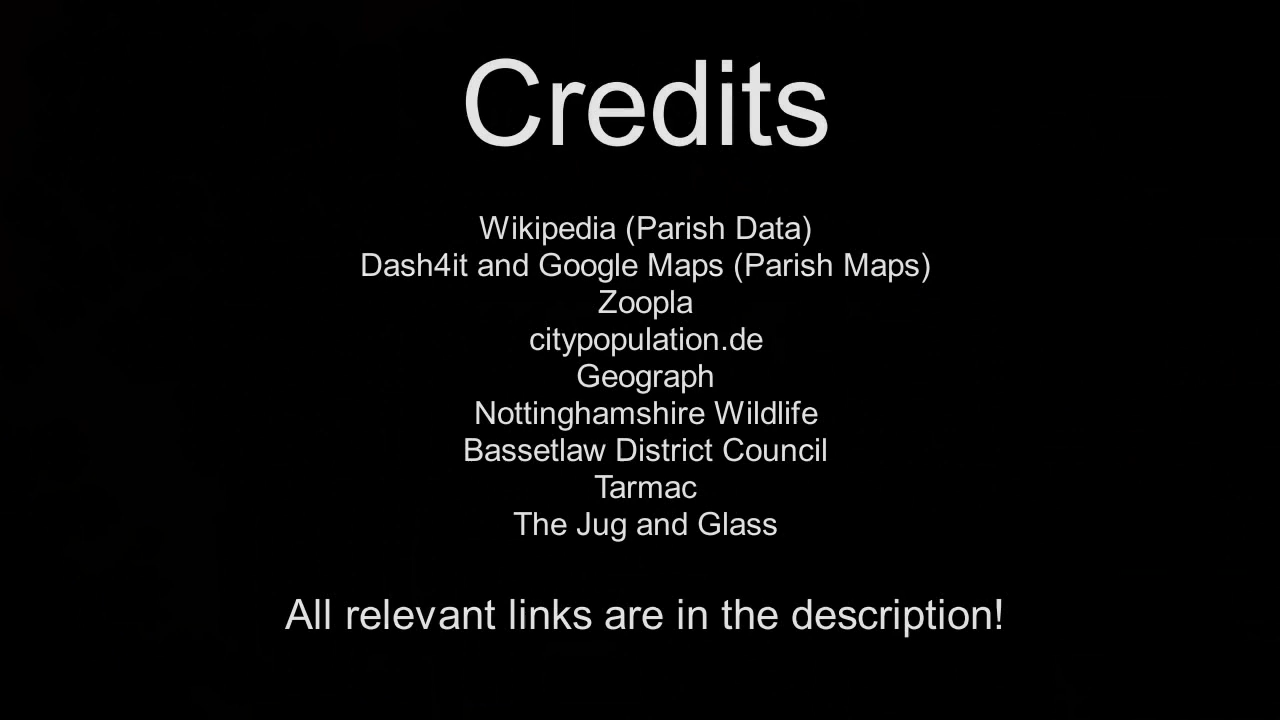 Credits
Wikipedia (Parish Data)
Dash4it and Google Maps (Parish Maps)
Zoopla
citypopulation.de
Geograph
Nottinghamshire Wildlife
Bassetlaw District Council
Tarmac
The Jug and Glass
All relevant links are in the description!